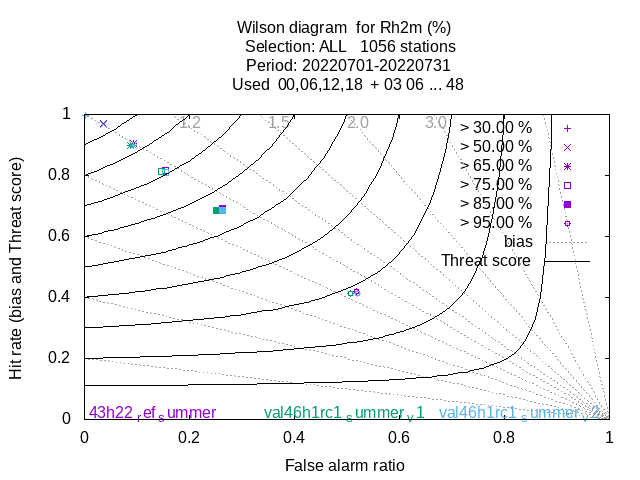 Wilson diagram for Rh2m (%)
Selection: ALL 1056 stations
Period: 20220701-20220731
Used 00,06,12,18 + 03 06 ... 48
Hit rate (bias and Threat score)
1
0.8
0.6
0.4
0.2
0
1.2
1.5
2.0
3.0
> 30.00 %
> 50.00 %
> 65.00 %
> 75.00 %
> 85.00 %
> 95.00 %
bias
Threat score
43h22_ref_summer val46h1rc1_summer_v1 val46h1rc1_summer_v2
0 0.2 0.4 0.6 0.8 1
False alarm ratio